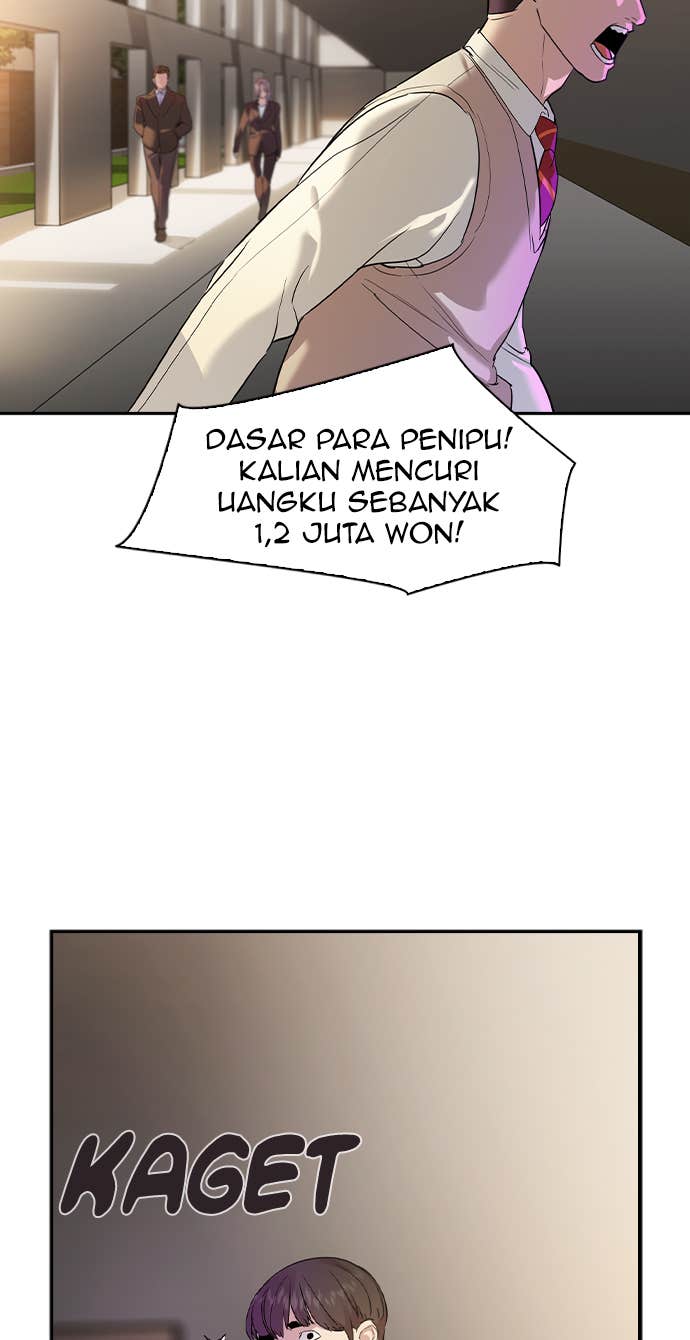 DASAR PARA PENIPU!
KALIAN MENCURI
UANGKU SEBANYAK
1,2 JUTA WON!
KAGET